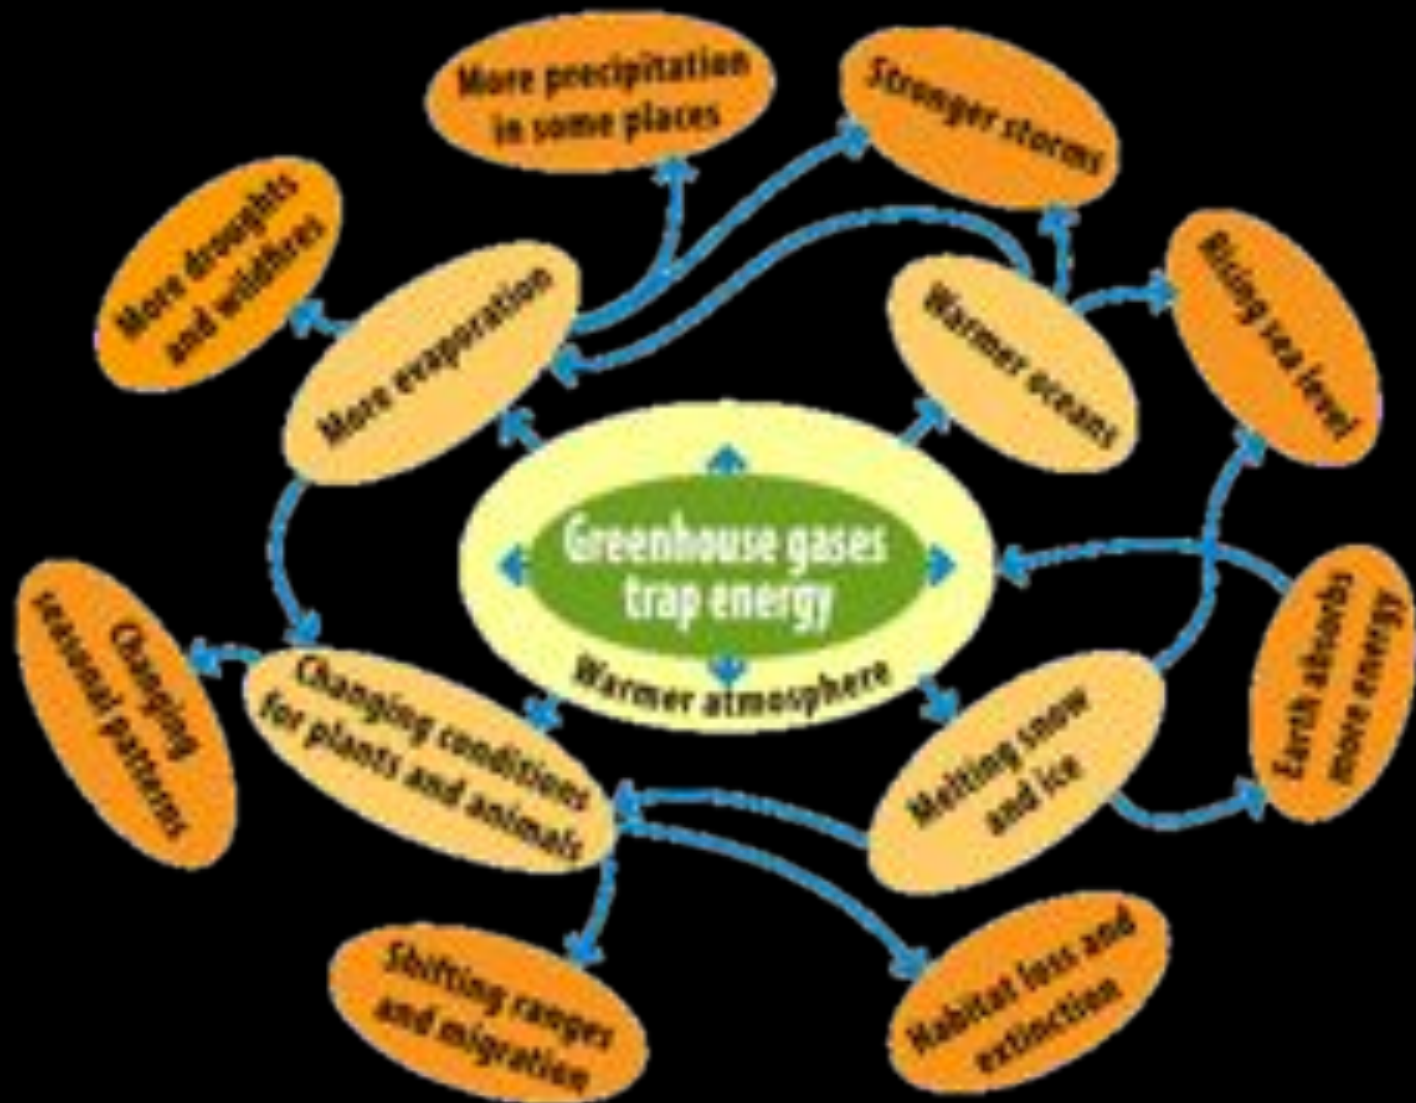 More precipitation
in some places
Stronger storms
More droughts
and wildfires
More evaporation
Warmer oceans
Rising sea level
Greenhouse gases
trap energy
Warmer atmosphere
Changing
seasonal patterns
Changing conditions
for plants and animals
Melting snow
and ice
Earth absorbs
more energy
Shifting ranges
and migration
Habitat loss and
extinction